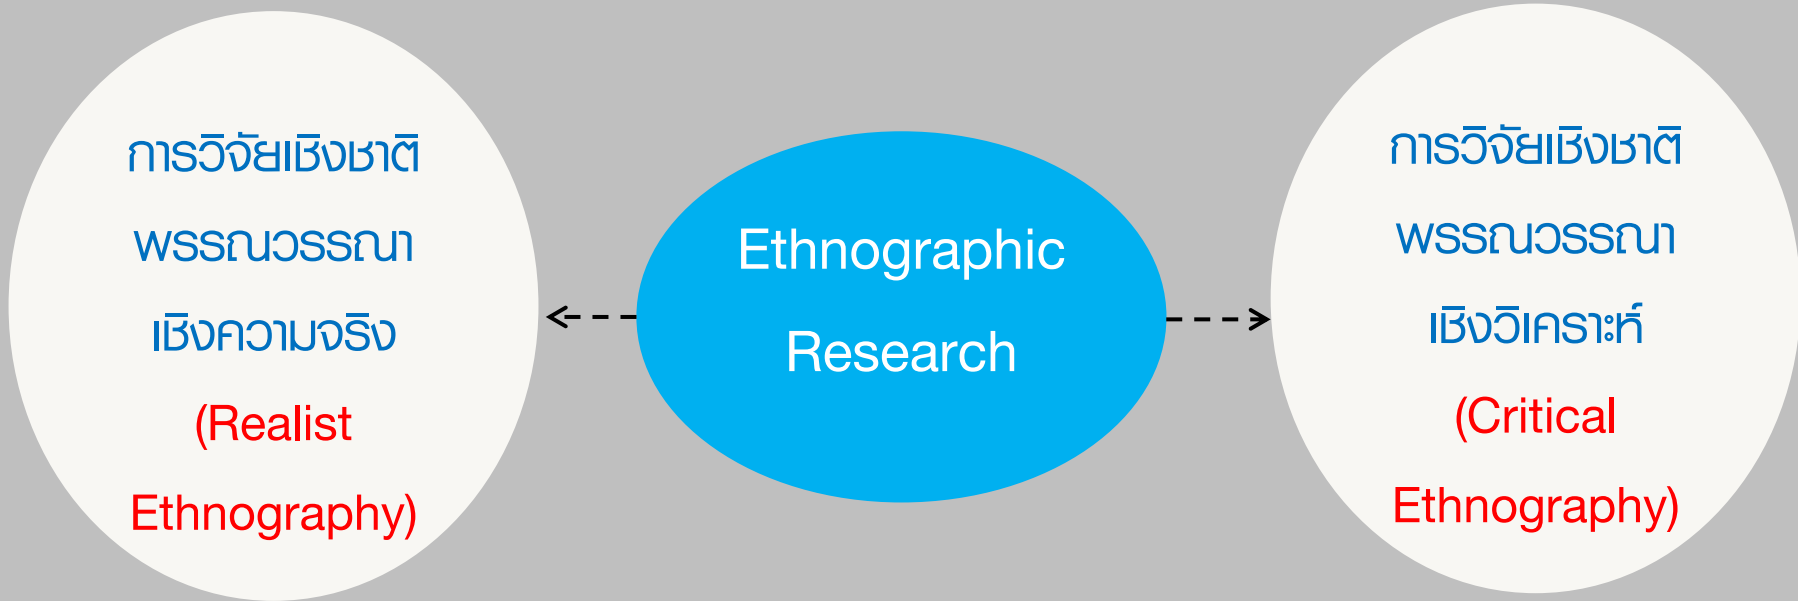 การวิจัยเชิงชาติ
พรรณวรรณา
เชิงความจริง
(Realist
Ethnography)
Ethnographic
Research
การวิจัยเชิงชาติ
พรรณวรรณา
เชิงวิเคราะห์
(Critical
Ethnography)